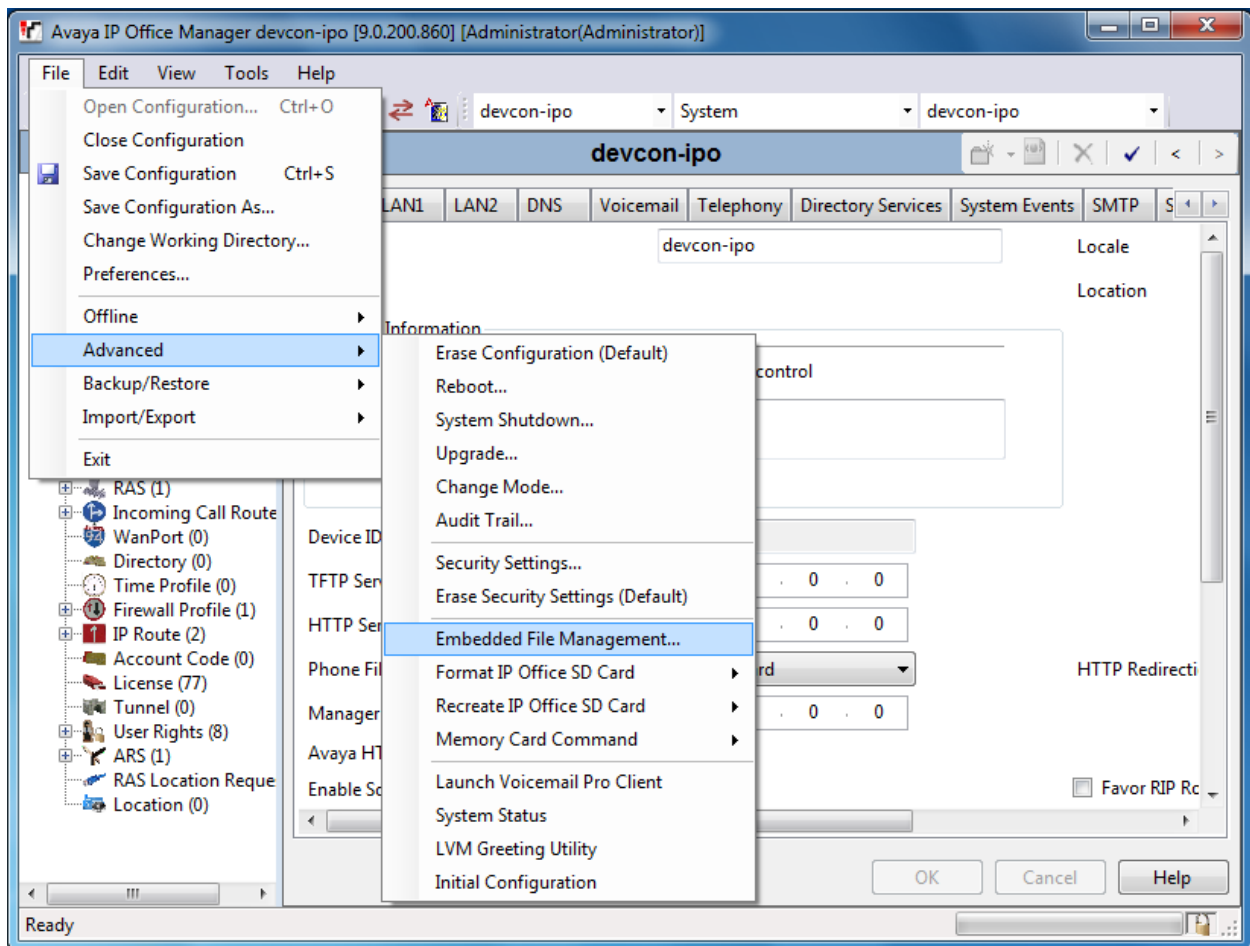 Avaya IP Office Manager devcon-ipo [9.0.200.860] [Administrator(Administrator)]
File Edit View Tools Help
devcon-ipo System devcon-ipo
devcon-ipo
LAN1 LAN2 DNS Voicemail Telephony Directory Services System Events SMTP S
Open Configuration... Ctrl+O
Close Configuration
Save Configuration Ctrl+S
Save Configuration As...
Change Working Directory...
Preferences...
Offline
Advanced
Backup/Restore
Import/Export
Exit
Erase Configuration (Default)
Reboot...
System Shutdown...
Upgrade...
Change Mode...
Audit Trail...
Security Settings...
Erase Security Settings (Default)
Embedded File Management...
Format IP Office SD Card
Recreate IP Office SD Card
Memory Card Command
Launch Voicemail Pro Client
System Status
LVM Greeting Utility
Initial Configuration
RAS (1)
Incoming Call Route
WanPort (0)
Directory (0)
Time Profile (0)
Firewall Profile (1)
IP Route (2)
Account Code (0)
License (77)
Tunnel (0)
User Rights (8)
ARS (1)
RAS Location Reque
Location (0)
devcon-ipo Locale
Location
Information
control
Device ID
TFTP Ser . 0 . 0
HTTP Ser . 0 . 0
Phone Fil rd HTTP Redirecti
Manager . 0 . 0
Avaya HT
Enable So Favor RIP Ro
OK Cancel Help
Ready